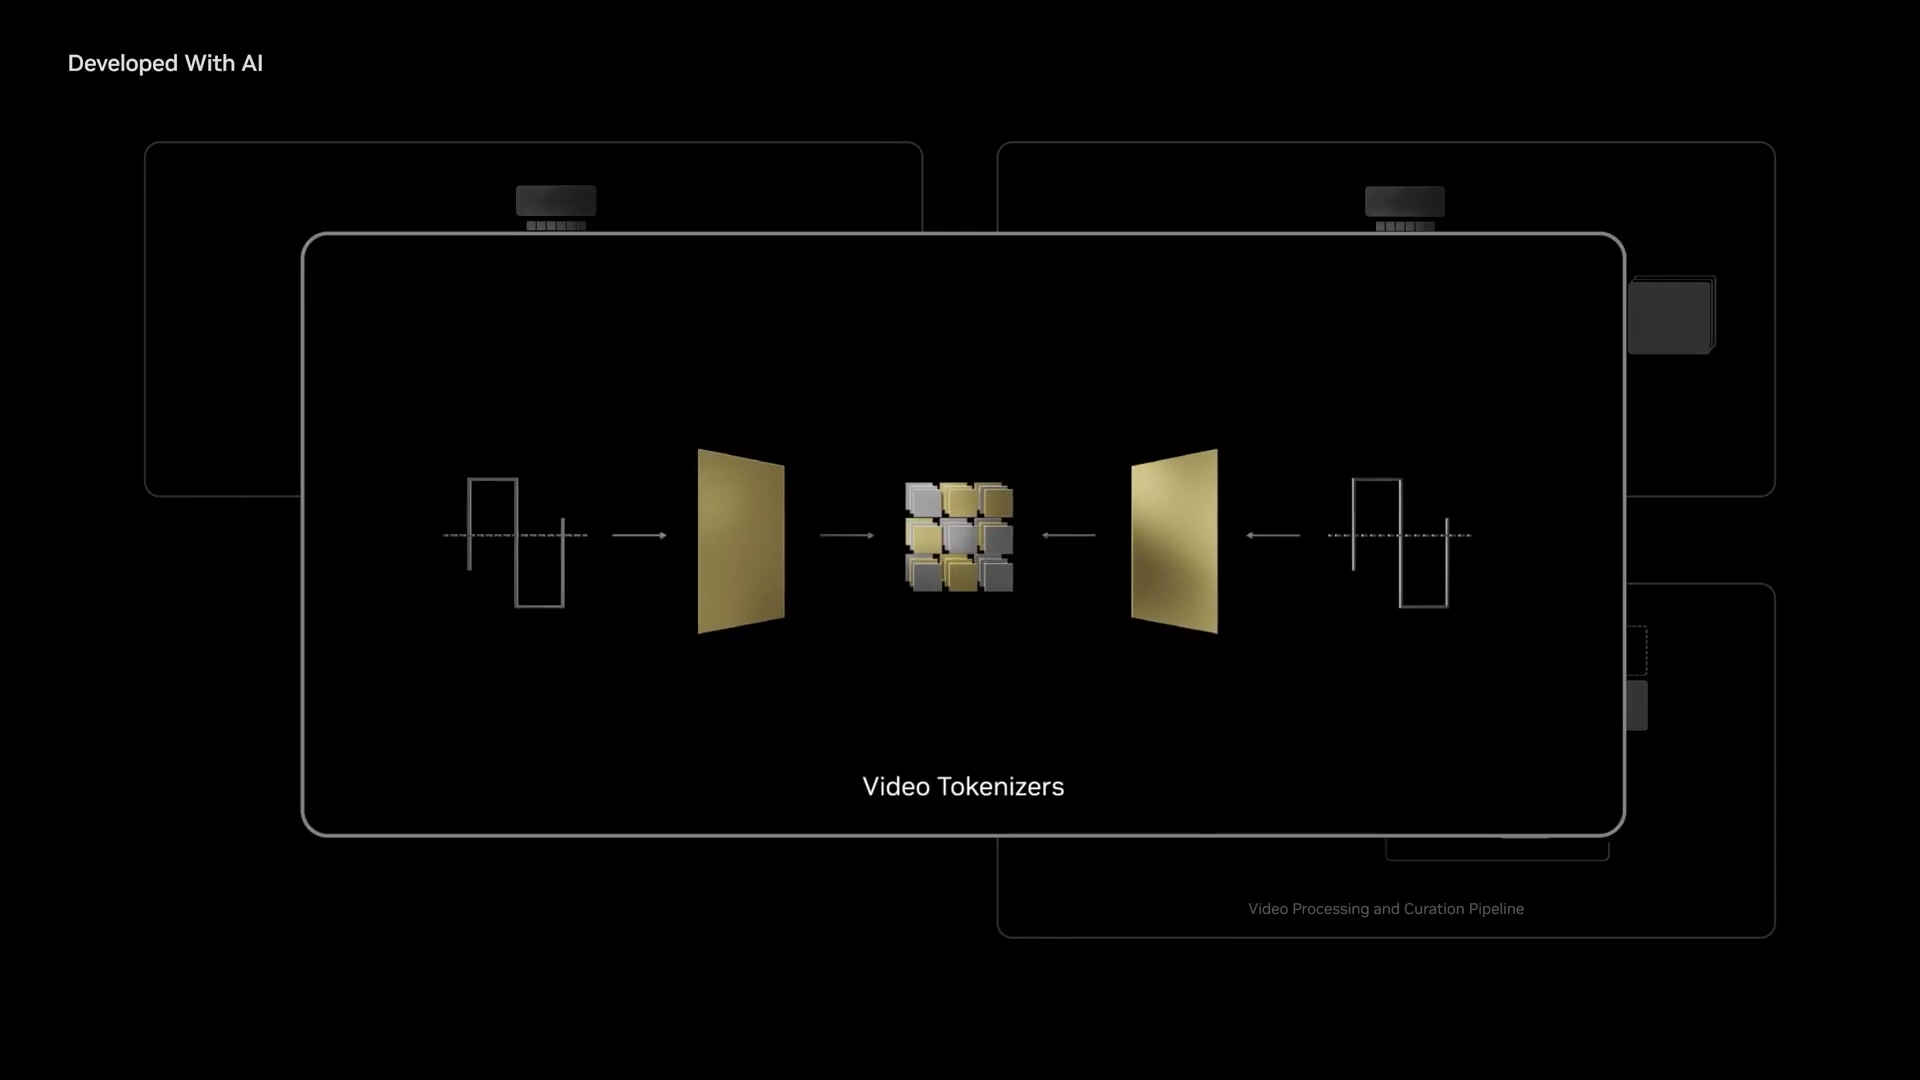 Developed With AI
Video Tokenizers
Video Processing and Curation Pipeline